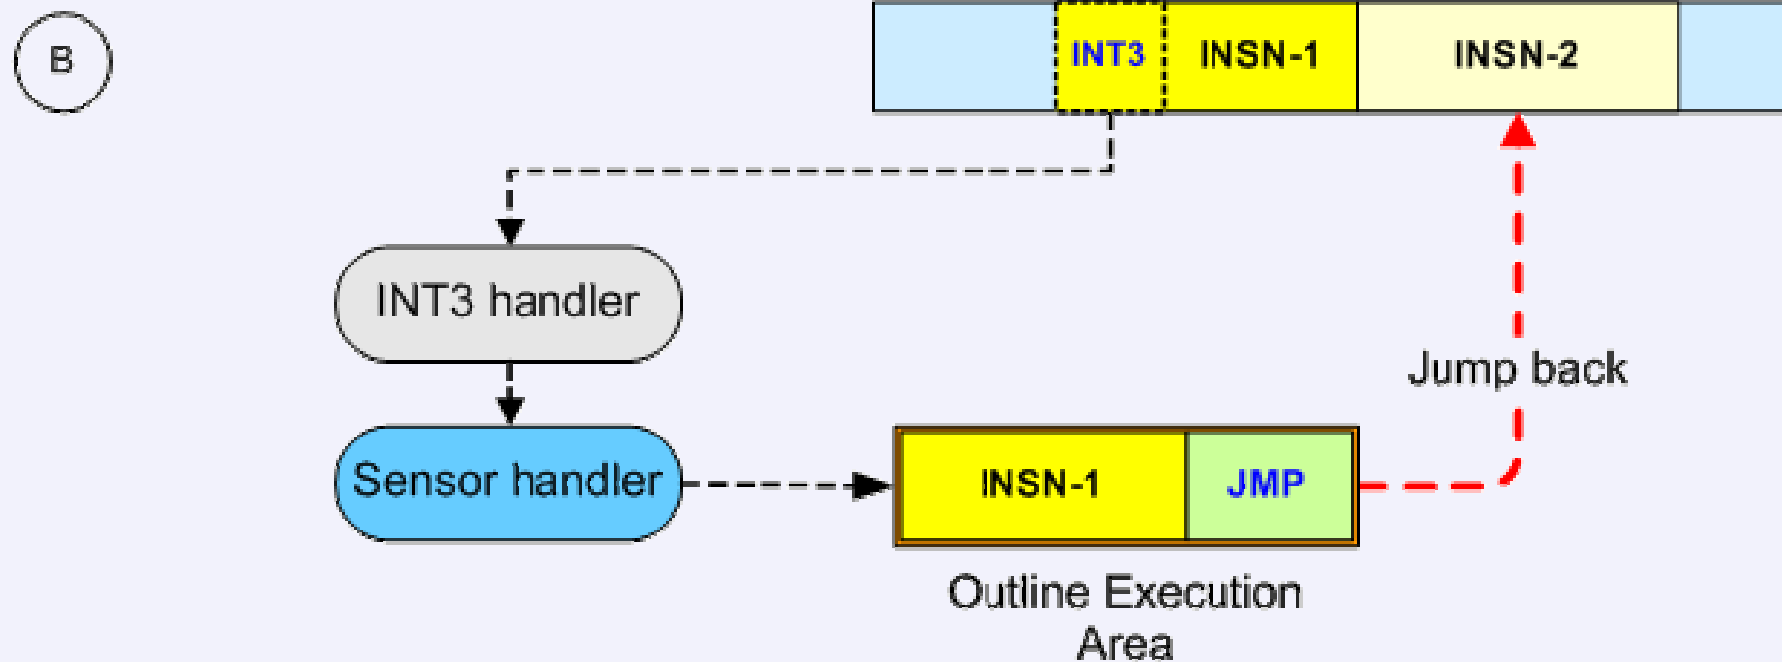 B
INT3 INSN-1 INSN-2
INT3 handler
Jump back
Sensor handler
INSN-1 JMP
Outline Execution
Area